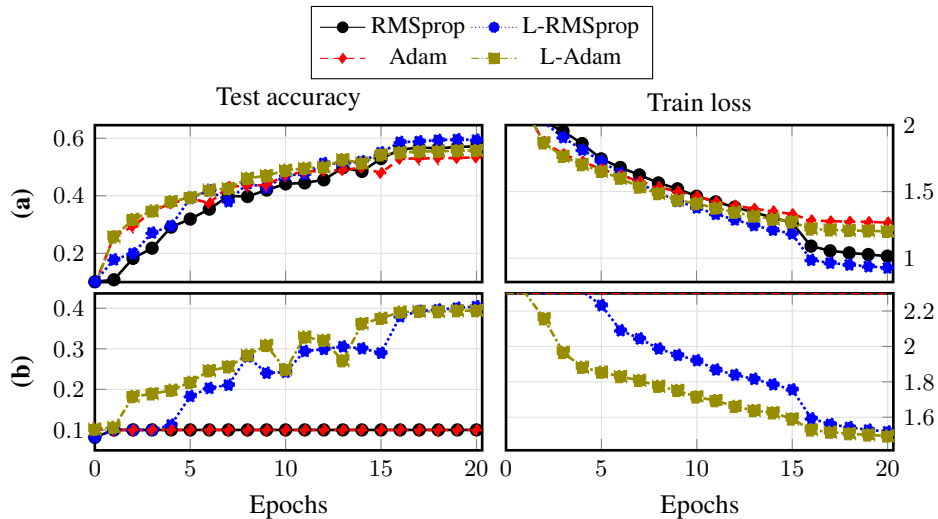 RMSprop L-RMSprop
Adam L-Adam
Test accuracy Train loss
0.6 2
0.4 1.5
(a)
0.2 1
0.4 2.2
0.3 2
(b)
0.2 1.8
0.1 1.6
0 5 10 15 20 0 5 10 15 20
Epochs Epochs